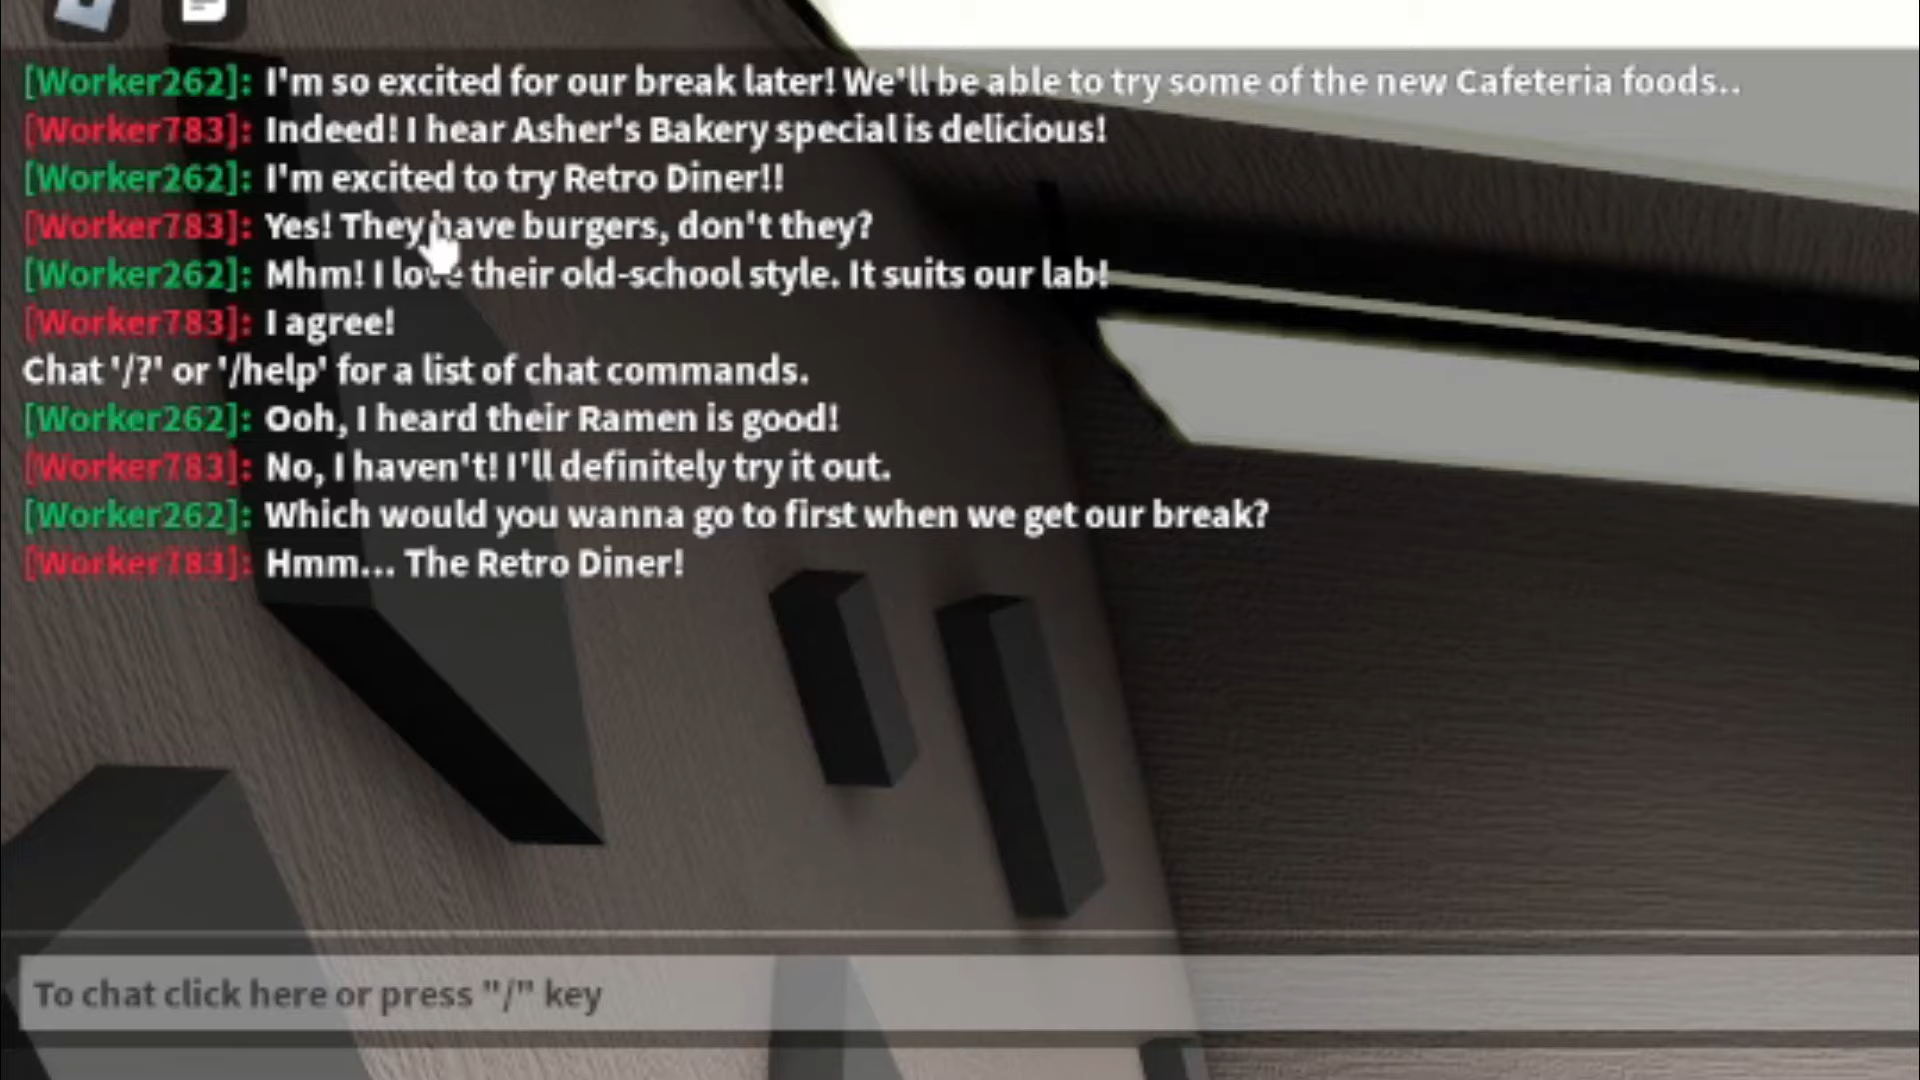 [Worker262]: I'm so excited for our break later! We'll be able to try some of the new Cafeteria foods..
[Worker783]: Indeed! I hear Asher's Bakery special is delicious!
[Worker262]: I'm excited to try Retro Diner!!
[Worker783]: Yes! They have burgers, don't they?
[Worker262]: Mhm! I love their old-school style. It suits our lab!
[Worker783]: I agree!
Chat '/?' or '/help' for a list of chat commands.
[Worker262]: Ooh, I heard their Ramen is good!
[Worker783]: No, I haven't! I'll definitely try it out.
[Worker262]: Which would you wanna go to first when we get our break?
[Worker783]: Hmm... The Retro Diner!
To chat click here or press "/" key